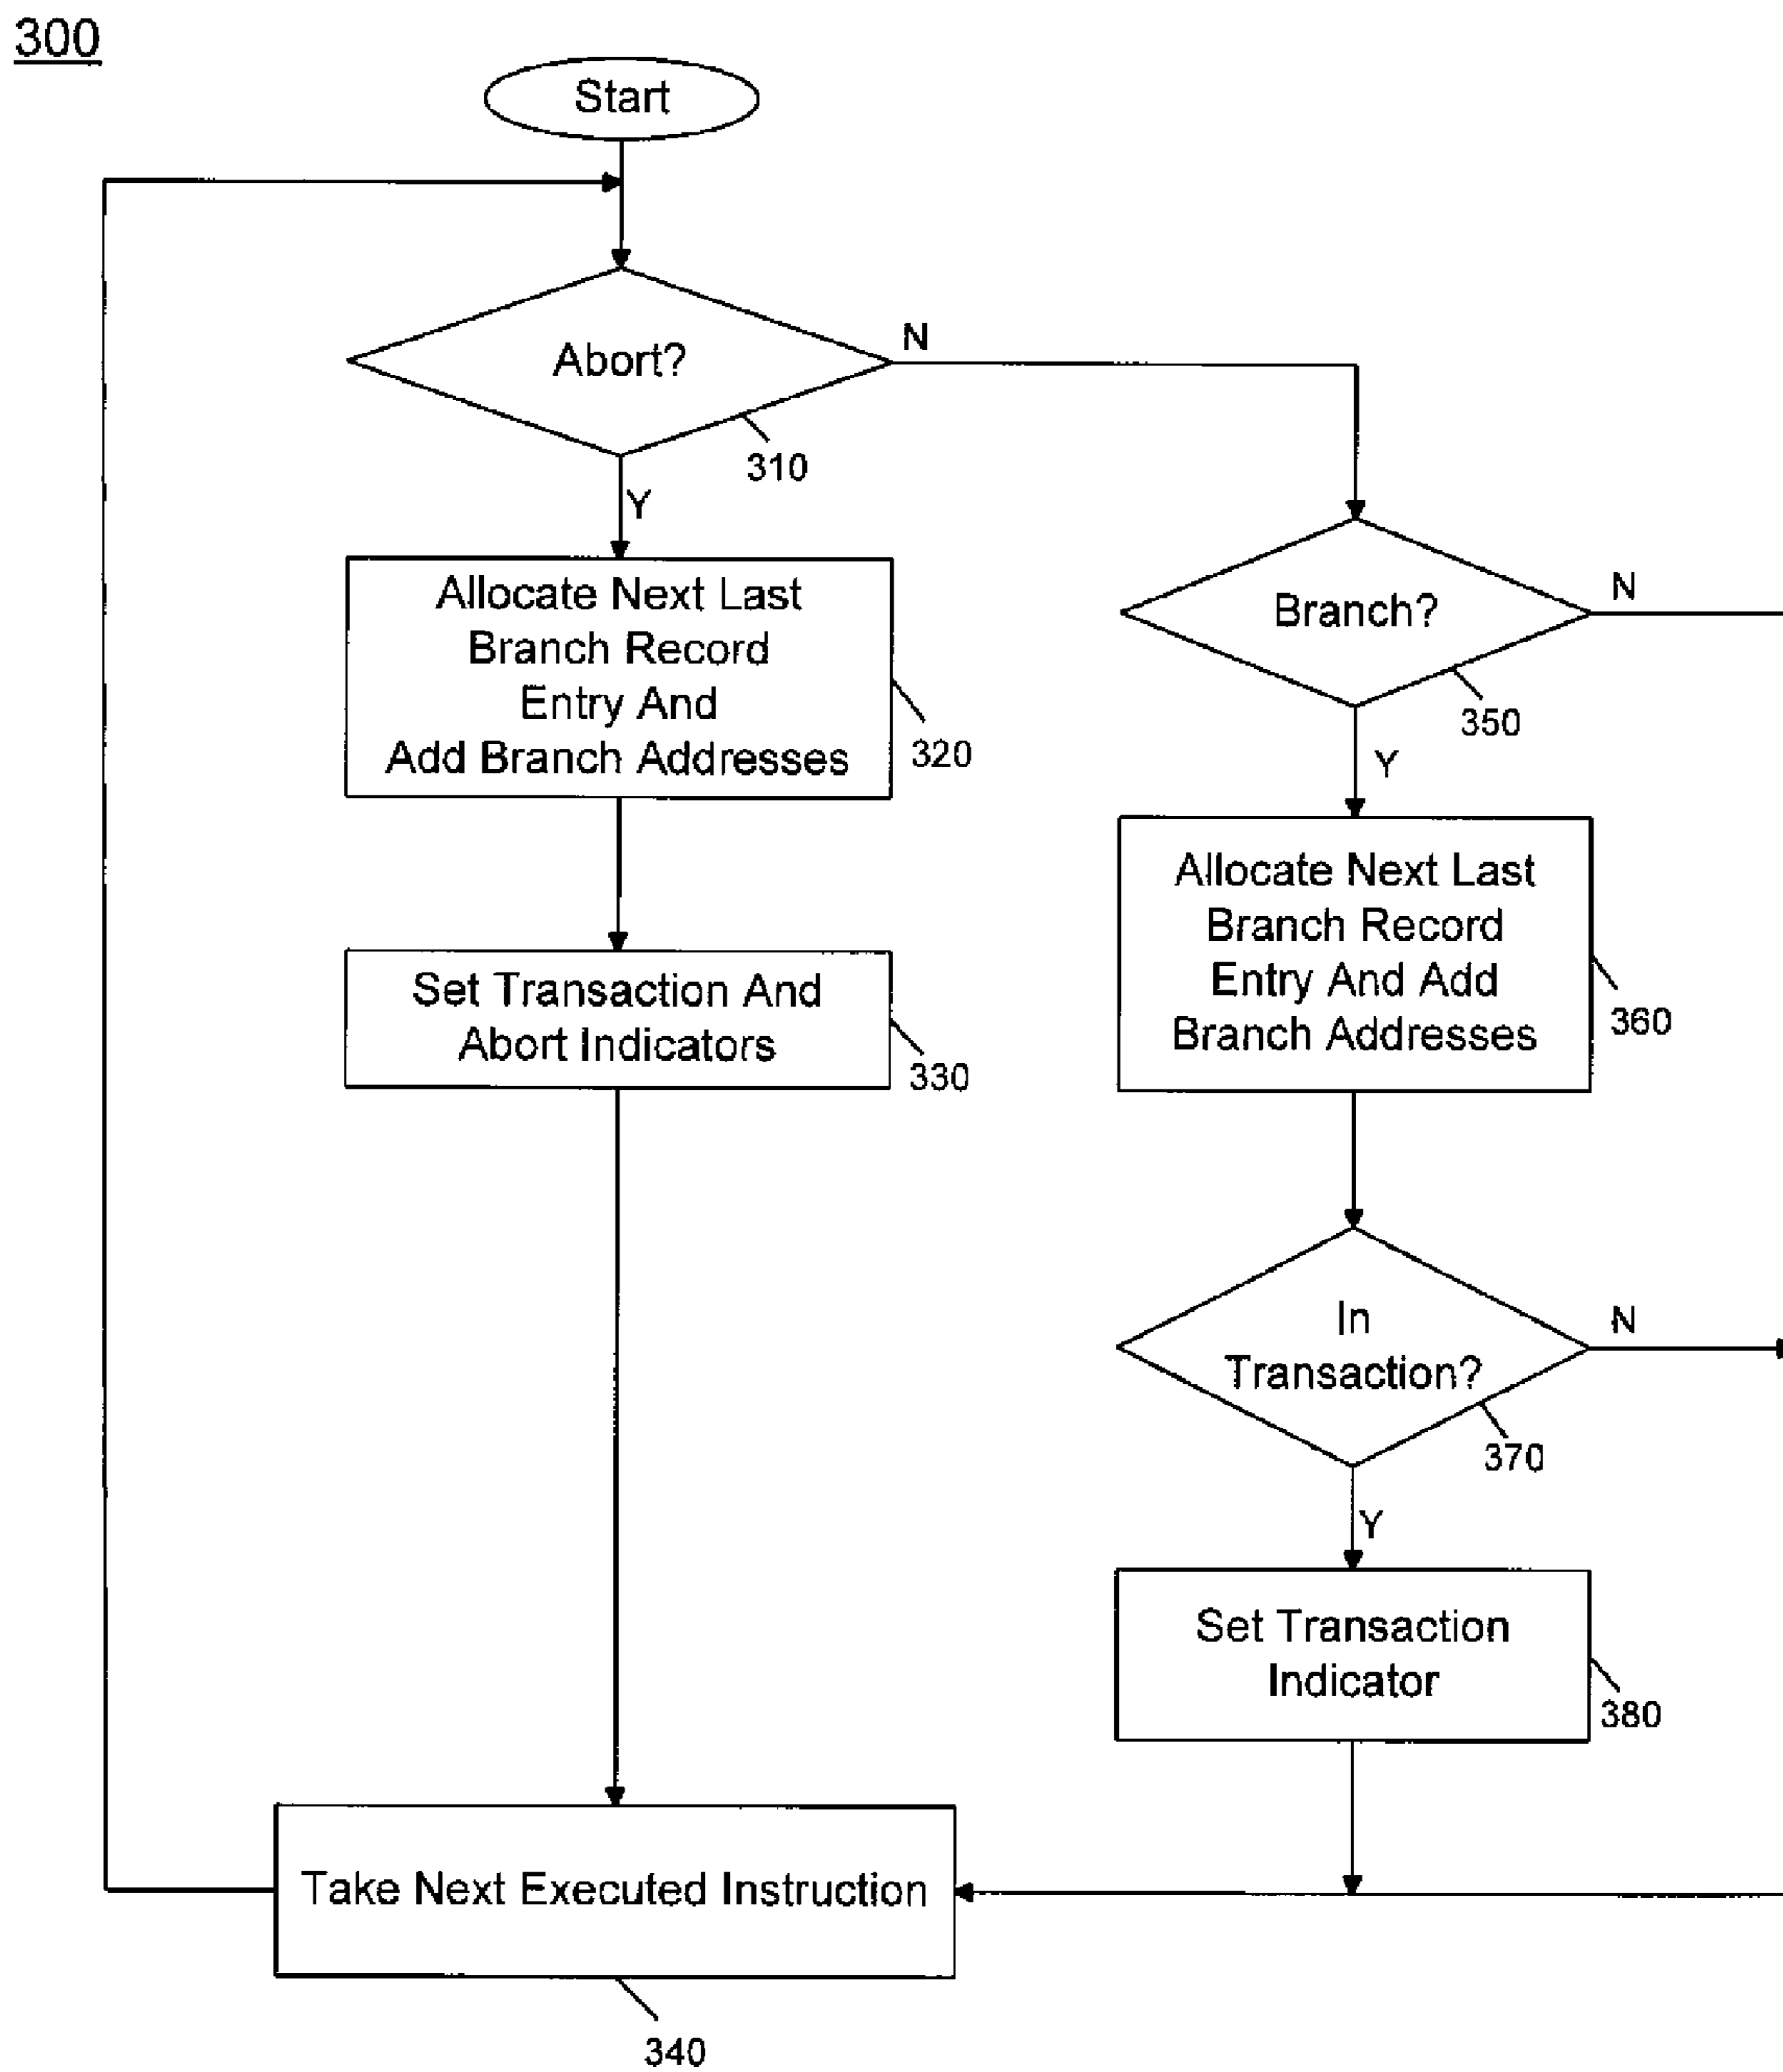 300
Start
Abort?
N
310
Y
Allocate Next Last
Branch Record
Entry And
Add Branch Addresses
320
Set Transaction And
Abort Indicators
330
Branch?
N
350
Y
Allocate Next Last
Branch Record
Entry And Add
Branch Addresses
360
In
Transaction?
N
370
Y
Set Transaction
Indicator
380
Take Next Executed Instruction
340